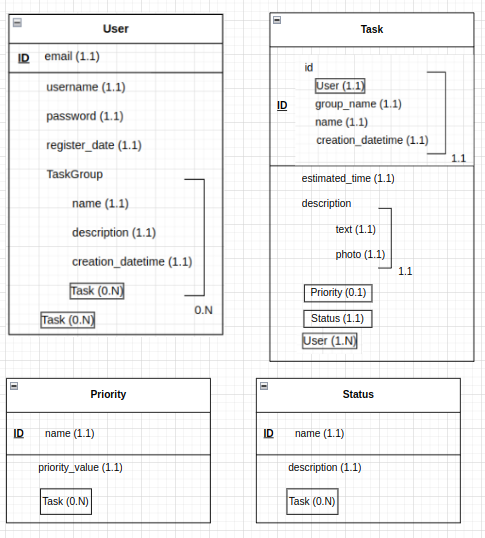 User
ID email (1.1)
username (1.1)
password (1.1)
register_date (1.1)
TaskGroup
name (1.1)
description (1.1)
creation_datetime (1.1)
Task (0.N)
0.N
Task (0.N)
Task
id
User (1.1)
ID group_name (1.1)
name (1.1)
creation_datetime (1.1)
1.1
estimated_time (1.1)
description
text (1.1)
photo (1.1)
1.1
Priority (0.1)
Status (1.1)
User (1.N)
Priority
ID name (1.1)
priority_value (1.1)
Task (0.N)
Status
ID name (1.1)
description (1.1)
Task (0.N)